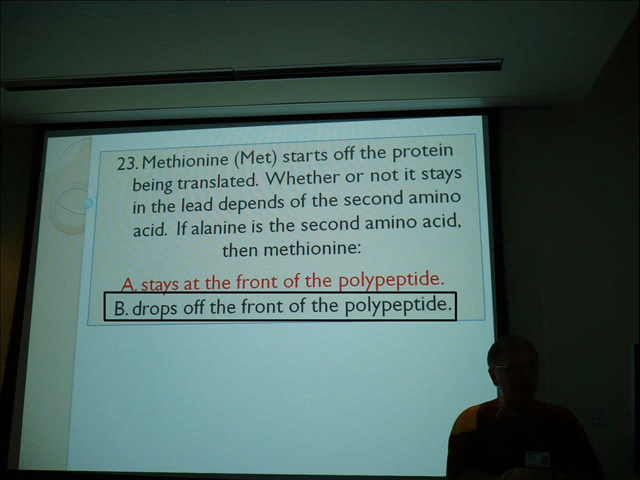 23. Methionine (Met) starts off the protein
being translated. Whether or not it stays
in the lead depends of the second amino
acid. If alanine is the second amino acid,
then methionine:
A. stays at the front of the polypeptide.
B. drops off the front of the polypeptide.